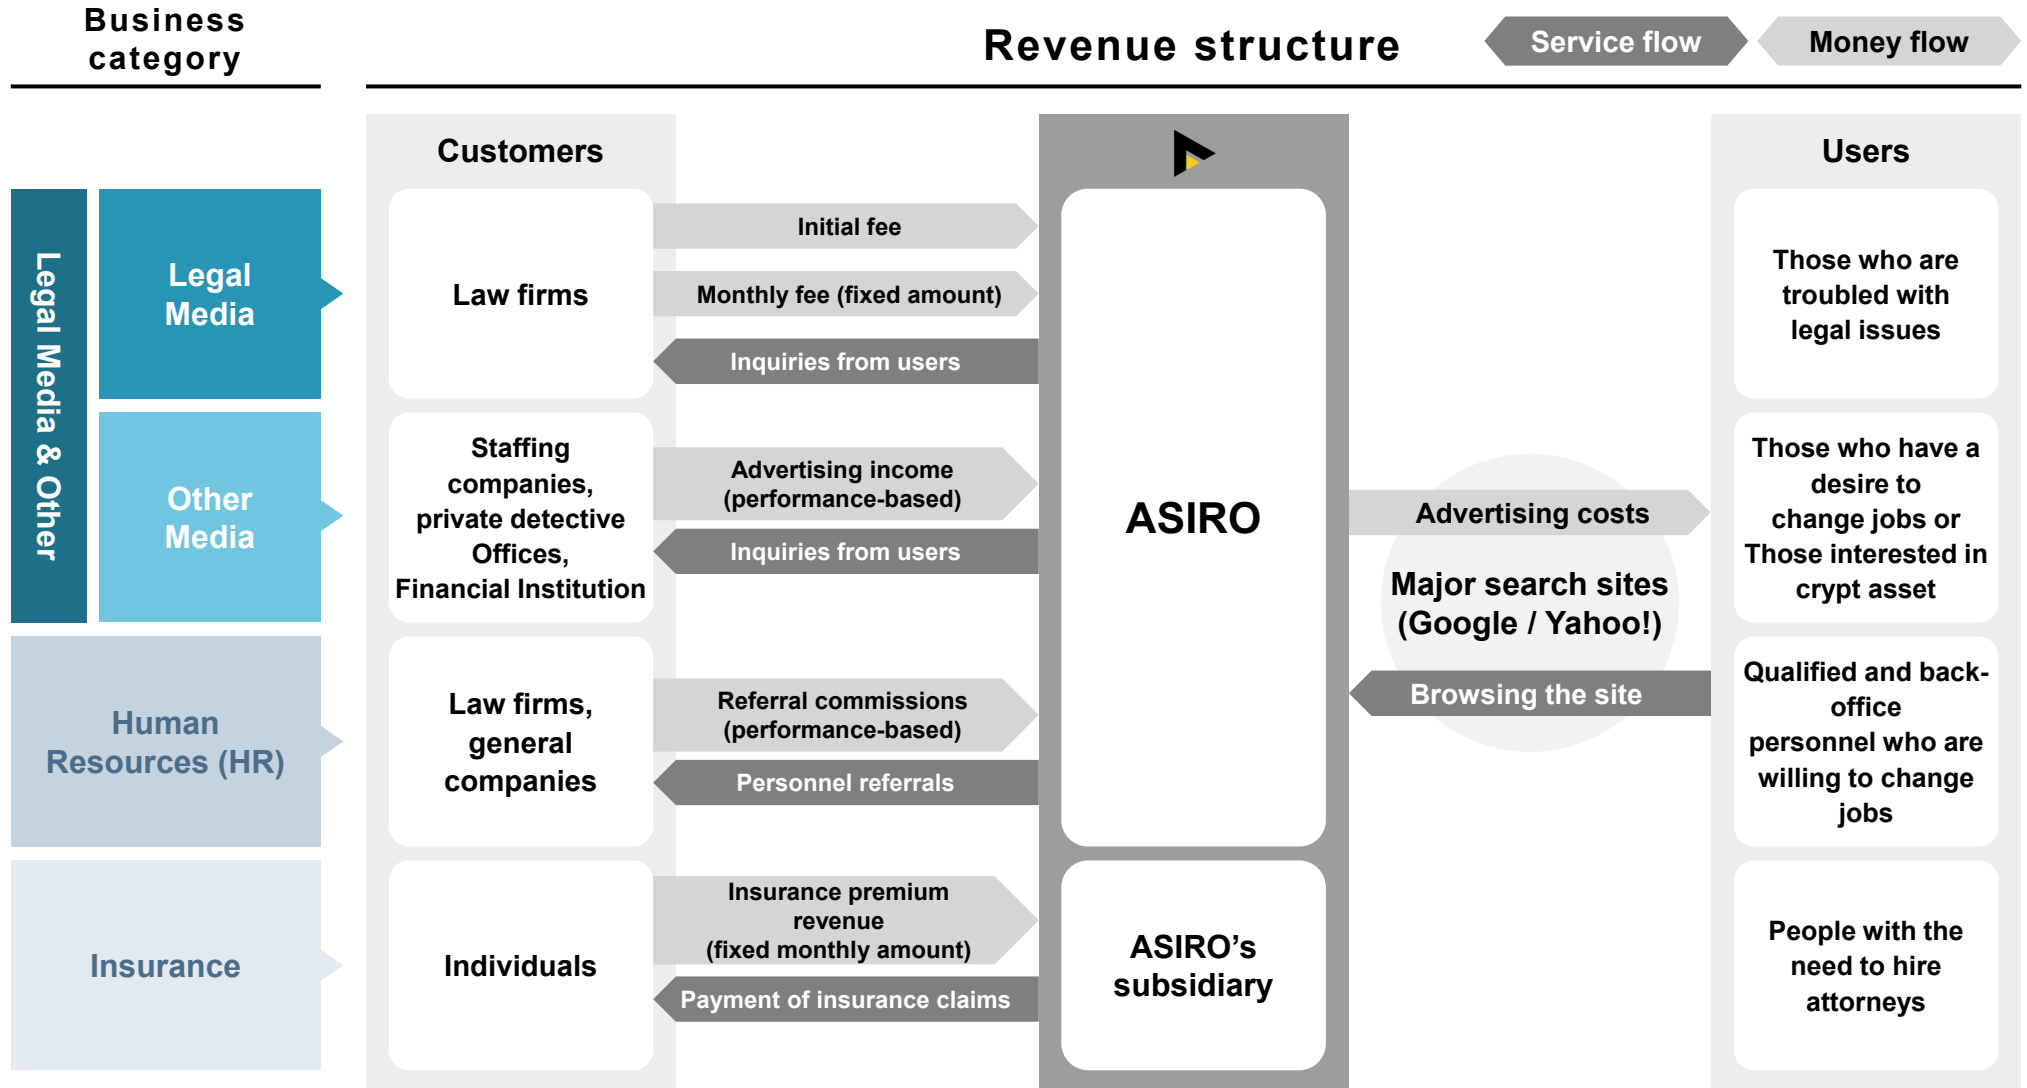 Business
category
Revenue structure
Service flow
Money flow
Customers
Users
Legal Media & Other
Legal
Media
Law firms
Initial fee
Monthly fee (fixed amount)
Inquiries from users
Those who are
troubled with
legal issues
Other
Media
Staffing
companies,
private detective
Offices,
Financial Institution
Advertising income
(performance-based)
Inquiries from users
ASIRO
Advertising costs
Major search sites
(Google / Yahoo!)
Browsing the site
Those who have a
desire to
change jobs or
Those interested in
crypt asset
Human
Resources (HR)
Law firms,
general
companies
Referral commissions
(performance-based)
Personnel referrals
Qualified and back-
office
personnel who are
willing to change
jobs
Insurance
Individuals
Insurance premium
revenue
(fixed monthly amount)
Payment of insurance claims
ASIRO’s
subsidiary
People with the
need to hire
attorneys